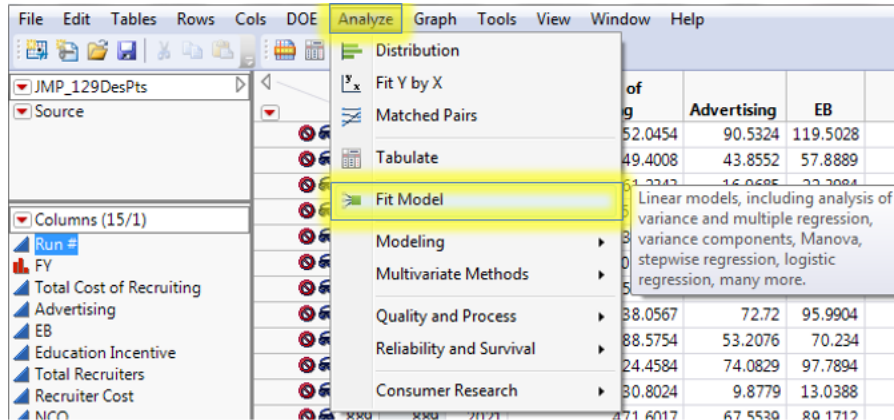 File Edit Tables Rows Cols DOE Analyze Graph Tools View Window Help
JMP_129DesPts
Source
Columns (15/1)
Run #
FY
Total Cost of Recruiting
Advertising
EB
Education Incentive
Total Recruiters
Recruiter Cost
NCO
Distribution
Fit Y by X
Matched Pairs
Tabulate
Fit Model
Modeling
Multivariate Methods
Quality and Process
Reliability and Survival
Consumer Research
Linear models, including analysis of
variance and multiple regression,
variance components, Manova,
stepwise regression, logistic
regression, many more.
of
g Advertising EB
52.0454 90.5324 119.5028
49.4008 43.8552 57.8889
38.0567 72.72 95.9904
88.5754 53.2076 70.234
24.4584 74.0829 97.7894
30.8024 9.8779 13.0388
889 889 2021 471.6017 67.5539 89.1712